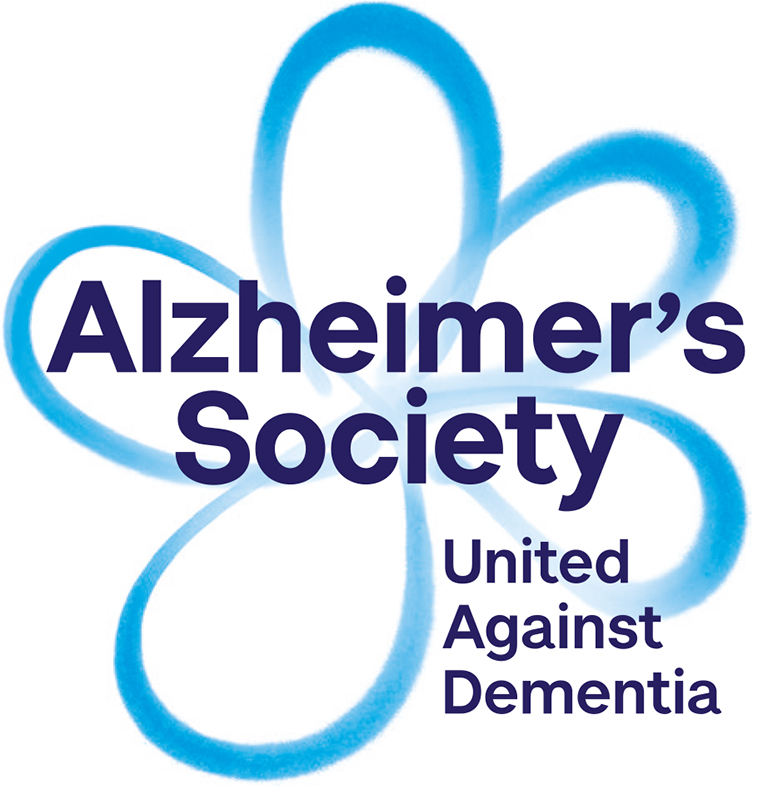 Alzheimer’s
Society
United
Against
Dementia